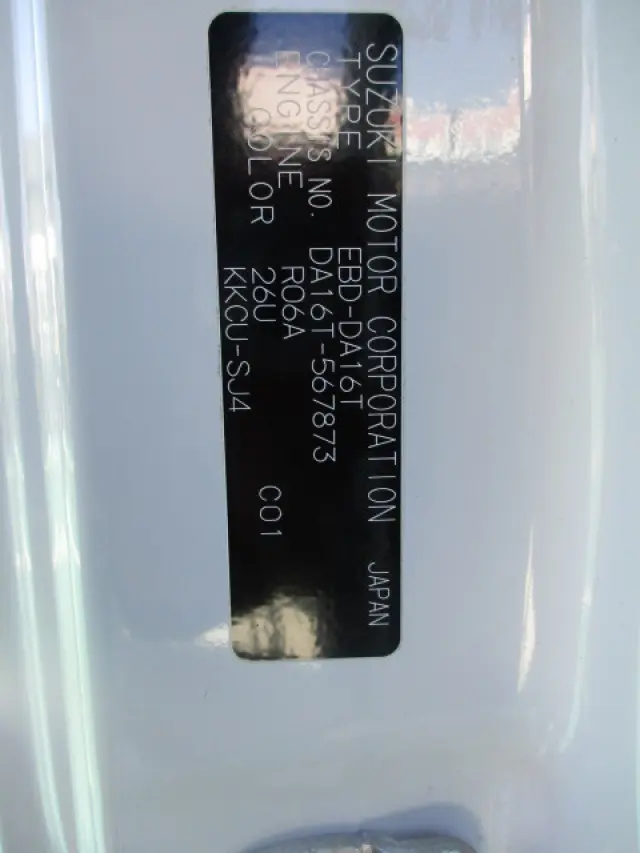 SUZUKI MOTOR CORPORATION JAPAN
TYPE EBD-DA16T
CHASSIS NO. DA16T-567873
ENGINE R06A
COLOR 26U C01
KKCU-SJ4